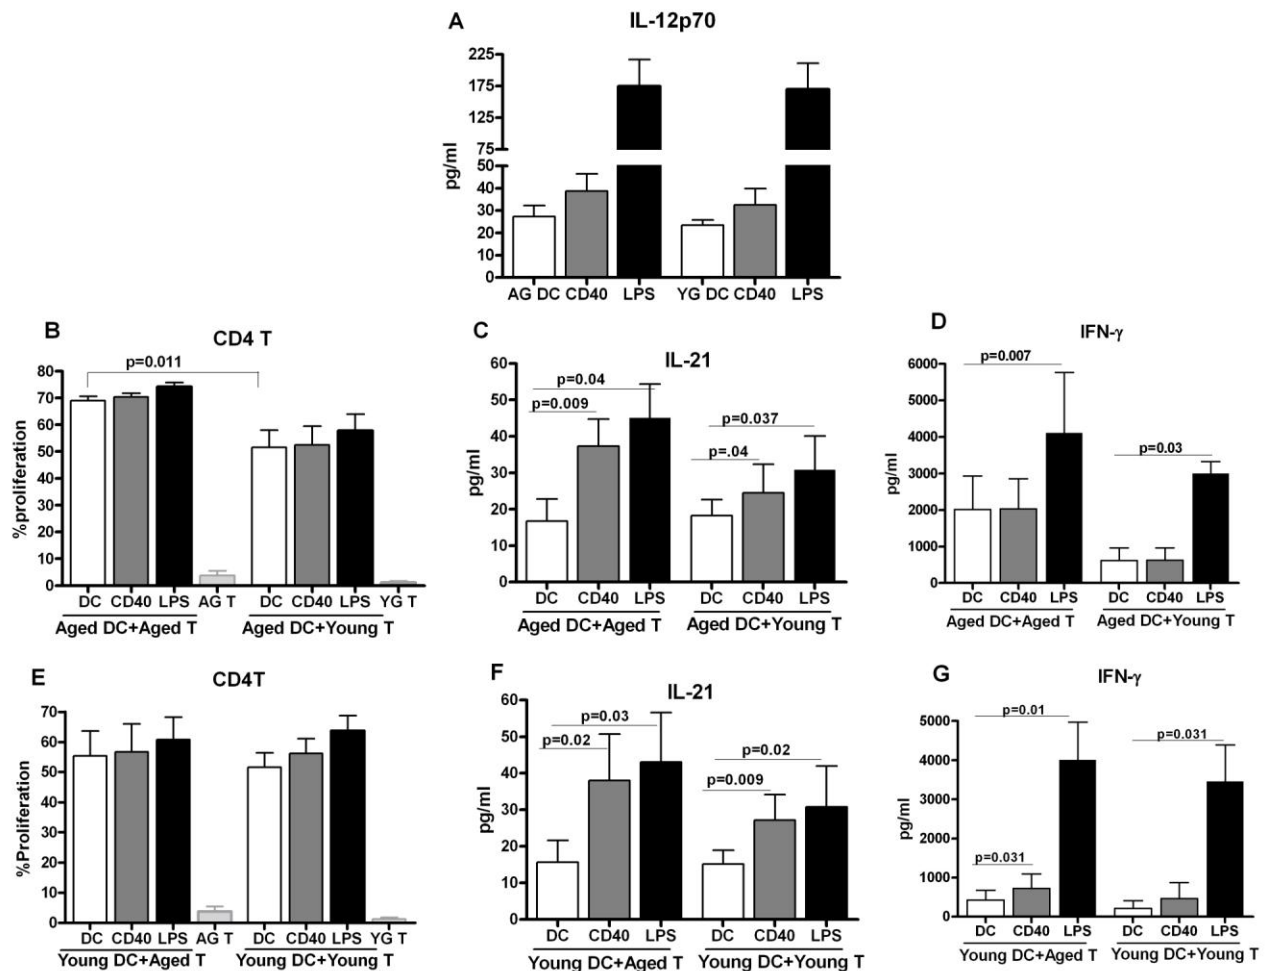 A
IL-12p70
225
175
125
75
50
40
30
20
10
0
pg/ml
AG DC CD40 LPS YG DC CD40 LPS
B
CD4 T
p=0.011
80
70
60
50
40
30
20
10
0
%proliferation
DC CD40 LPS AG T DC CD40 LPS YG T
Aged DC+Aged T Aged DC+Young T
C
IL-21
60
50
40
30
20
10
0
pg/ml
p=0.04
p=0.009
p=0.037
p=.04
DC CD40 LPS DC CD40 LPS
Aged DC+Aged T Aged DC+Young T
D
IFN-γ
6000
5000
4000
3000
2000
1000
0
pg/ml
p=0.007
p=0.03
DC CD40 LPS DC CD40 LPS
Aged DC+Aged T Aged DC+Young T
E
CD4T
70
60
50
40
30
20
10
0
%Proliferation
DC CD40 LPS AG T DC CD40 LPS YG T
Young DC+Aged T Young DC+Young T
F
IL-21
60
50
40
30
20
10
0
pg/ml
p=0.03
p=0.02
p=0.02
p=0.009
DC CD40 LPS DC CD40 LPS
Young DC+Aged T Young DC+Young T
G
IFN-γ
5000
4000
3000
2000
1000
0
pg/ml
p=0.01
p=0.031
p=0.031
DC CD40 LPS DC CD40 LPS
Young DC+Aged T Young DC+Young T